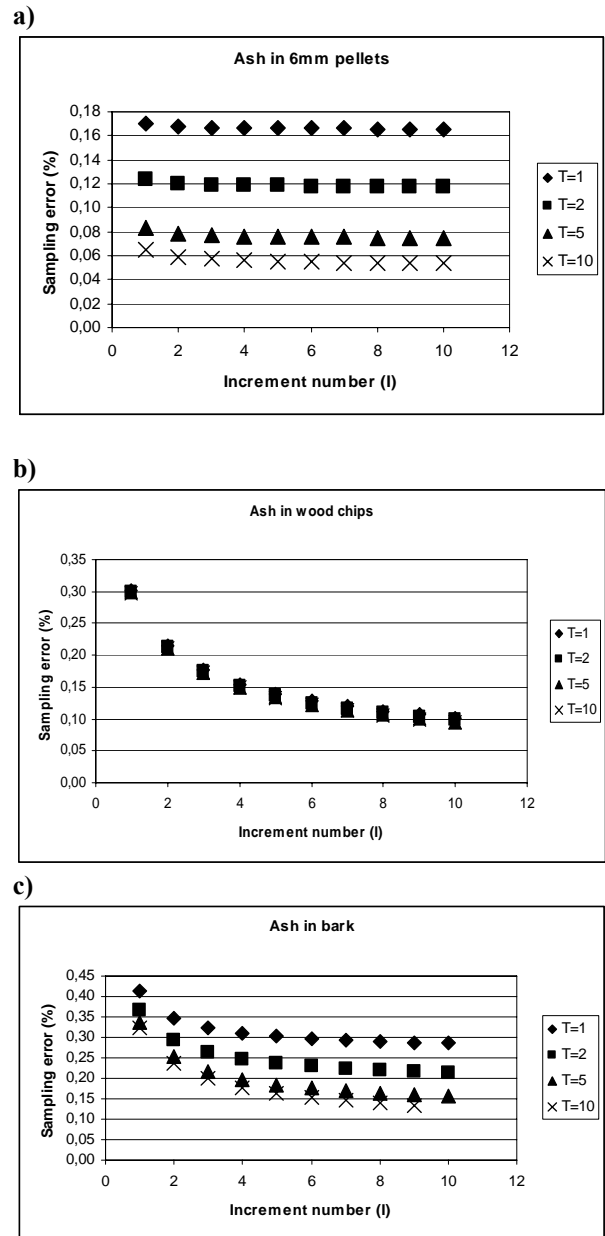 a)
Ash in 6mm pellets
Sampling error (%)
0,18
0,16
0,14
0,12
0,10
0,08
0,06
0,04
0,02
0,00
0 2 4 6 8 10 12
Increment number (I)
T=1
T=2
T=5
T=10
b)
Ash in wood chips
Sampling error (%)
0,35
0,30
0,25
0,20
0,15
0,10
0,05
0,00
0 2 4 6 8 10 12
Increment number (I)
T=1
T=2
T=5
T=10
c)
Ash in bark
Sampling error (%)
0,45
0,40
0,35
0,30
0,25
0,20
0,15
0,10
0,05
0,00
0 2 4 6 8 10 12
Increment number (I)
T=1
T=2
T=5
T=10